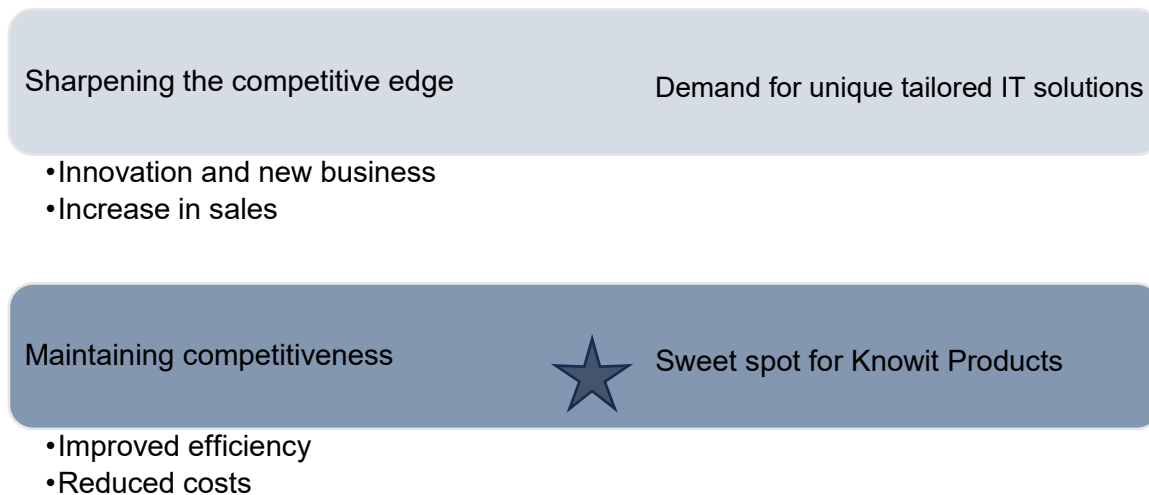 Sharpening the competitive edge
Demand for unique tailored IT solutions
•Innovation and new business
•Increase in sales
Maintaining competitiveness
Sweet spot for Knowit Products
•Improved efficiency
•Reduced costs